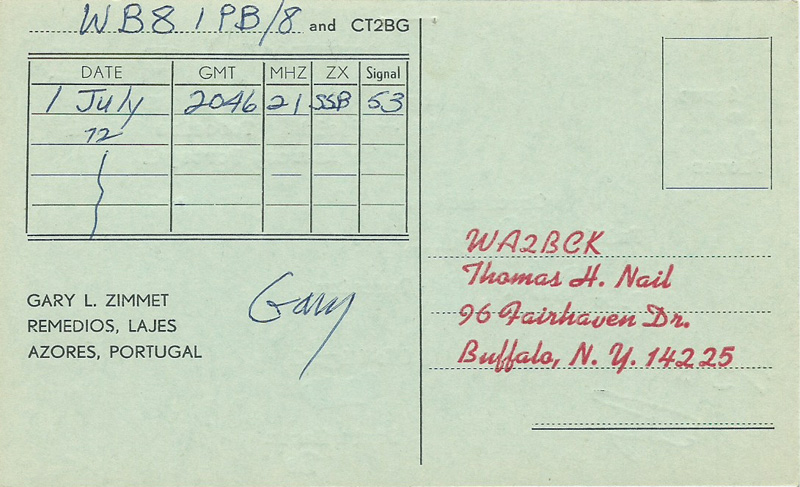 WB8IPB/8 and CT2BG
DATE GMT MHZ ZX Signal
1 July 2046 21 SSB 53
72
Gary
GARY L. ZIMMET
REMEDIOS, LAJES
AZORES, PORTUGAL
WA2BCK
Thomas H. Nail
96 Fairhaven Dr.
Buffalo, N. Y. 14225